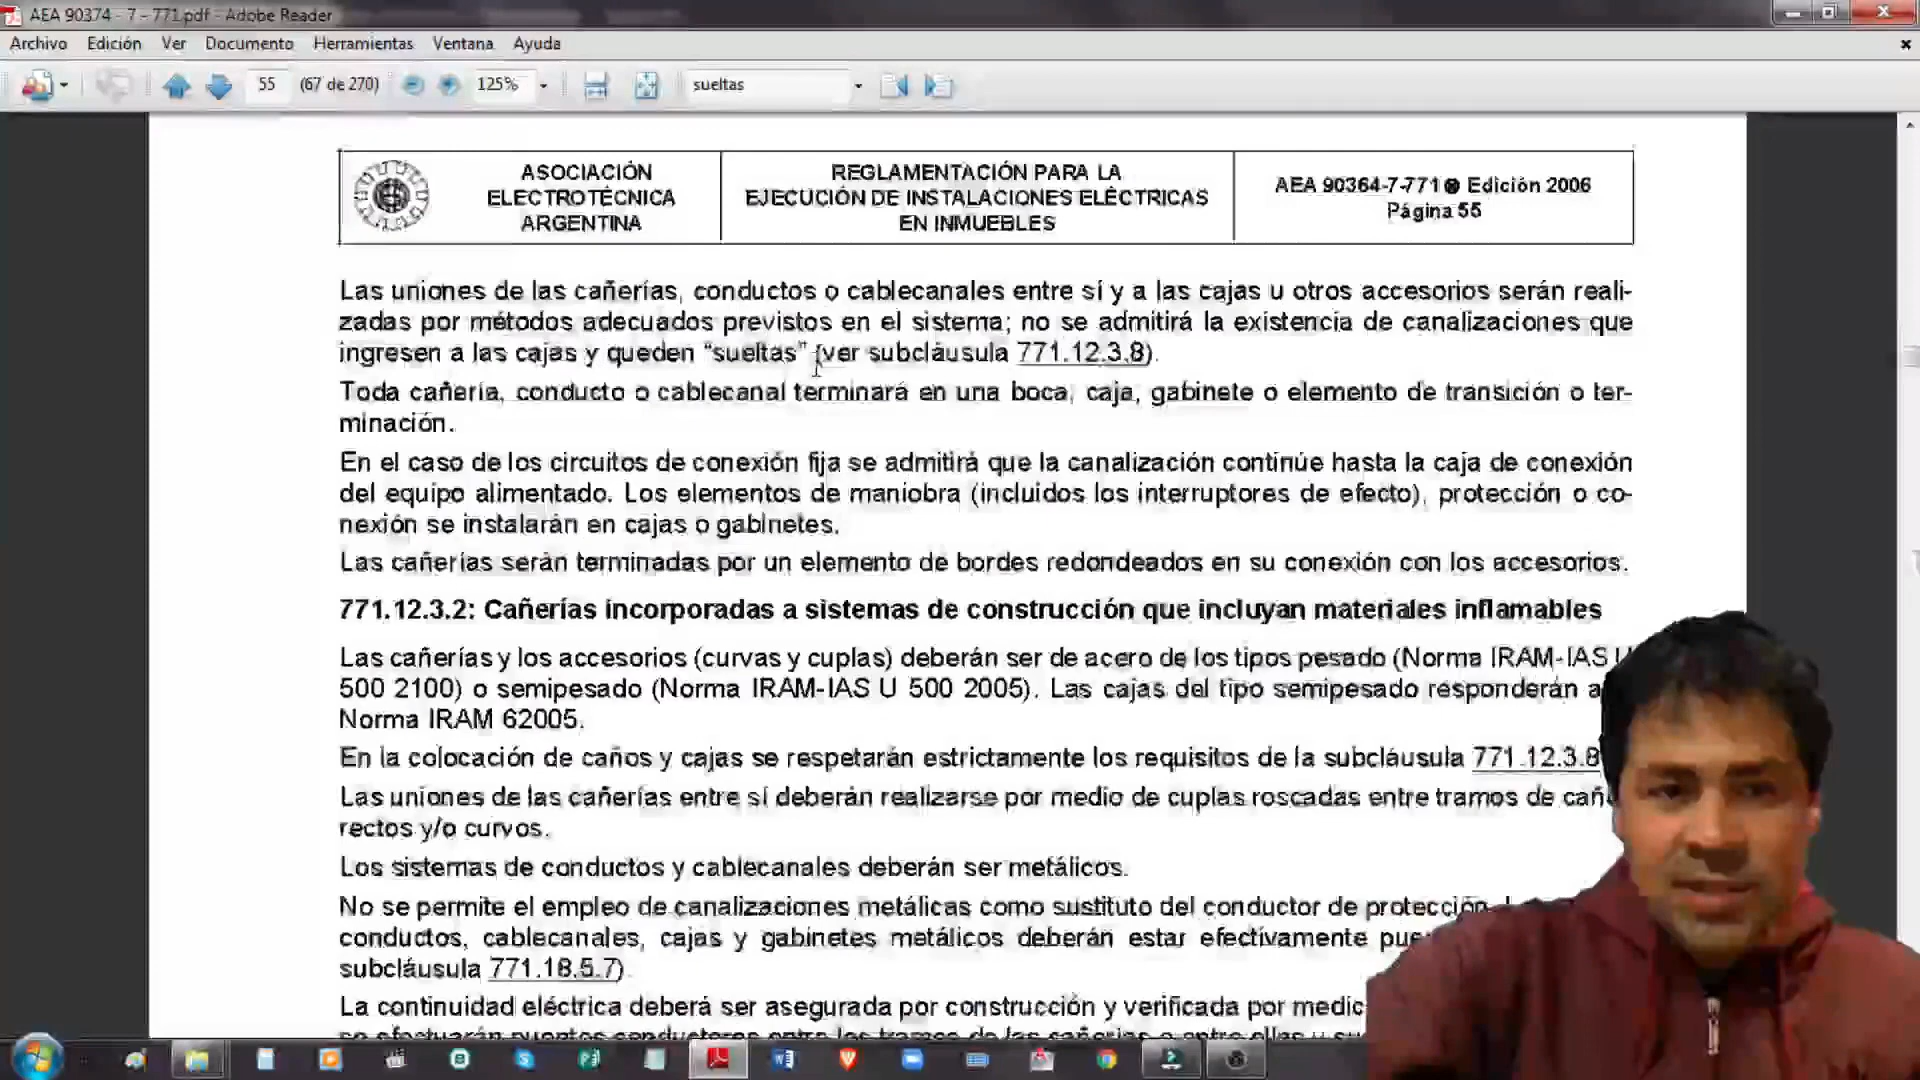 AEA 90374 - 7 - 771.pdf - Adobe Reader
Archivo Edición Ver Documento Herramientas Ventana Ayuda
55 (67 de 270) 125% sueltas
ASOCIACIÓN
ELECTROTÉCNICA
ARGENTINA
REGLAMENTACIÓN PARA LA
EJECUCIÓN DE INSTALACIONES ELÉCTRICAS
EN INMUEBLES
AEA 90364-7-771 Edición 2006
Página 55
Las uniones de las cañerías, conductos o cablecanales entre sí y a las cajas u otros accesorios serán reali-
zadas por métodos adecuados previstos en el sistema; no se admitirá la existencia de canalizaciones que
ingresen a las cajas y queden "sueltas" (ver subcláusula 771.12.3.8).
Toda cañería, conducto o cablecanal terminará en una boca, caja, gabinete o elemento de transición o ter-
minación.
En el caso de los circuitos de conexión fija se admitirá que la canalización continúe hasta la caja de conexión
del equipo alimentado. Los elementos de maniobra (incluidos los interruptores de efecto), protección o co-
nexión se instalarán en cajas o gabinetes.
Las cañerías serán terminadas por un elemento de bordes redondeados en su conexión con los accesorios.
771.12.3.2: Cañerías incorporadas a sistemas de construcción que incluyan materiales inflamables
Las cañerías y los accesorios (curvas y cuplas) deberán ser de acero de los tipos pesado (Norma IRAM-IAS U
500 2100) o semipesado (Norma IRAM-IAS U 500 2005). Las cajas del tipo semipesado responderán a
Norma IRAM 62005.
En la colocación de caños y cajas se respetarán estrictamente los requisitos de la subcláusula 771.12.3.8
Las uniones de las cañerías entre sí deberán realizarse por medio de cuplas roscadas entre tramos de
rectos y/o curvos.
Los sistemas de conductos y cablecanales deberán ser metálicos.
No se permite el empleo de canalizaciones metálicas como sustituto del conductor de protección.
conductos, cablecanales, cajas y gabinetes metálicos deberán estar efectivamente
subcláusula 771.18.5.7)
La continuidad eléctrica deberá ser asegurada por construcción y verificada por
se efectuarán puentes conductores entre los tramos de las cañerías o entre ellas y